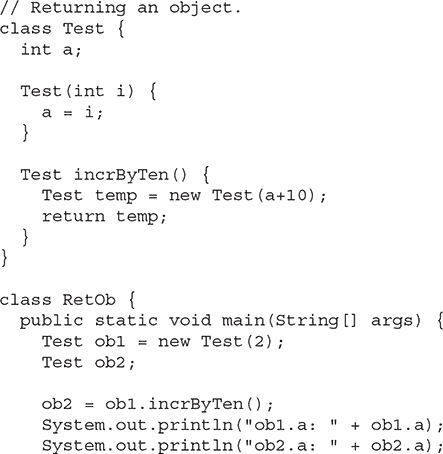 // Returning an object.
class Test {
  int a;

  Test(int i) {
    a = i;
  }

  Test incrByTen() {
    Test temp = new Test(a+10);
    return temp;
  }
}

class RetOb {
  public static void main(String[] args) {
    Test ob1 = new Test(2);
    Test ob2;

    ob2 = ob1.incrByTen();
    System.out.println("ob1.a: " + ob1.a);
    System.out.println("ob2.a: " + ob2.a);